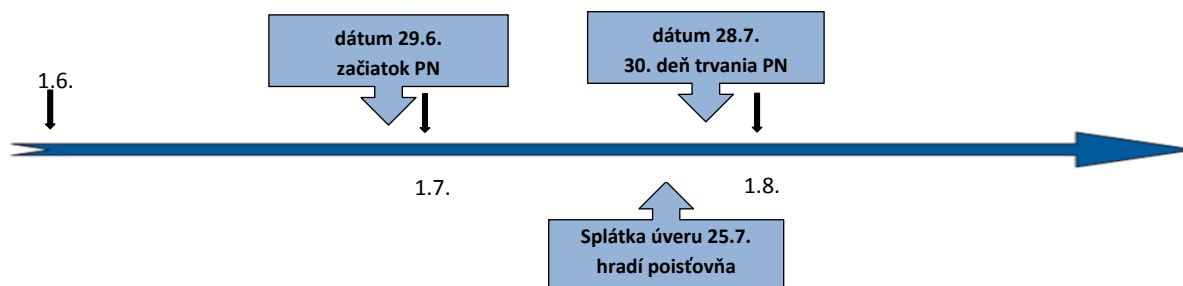 dátum 29.6.
začiatok PN
dátum 28.7.
30. deň trvania PN
1.6.
1.7.
1.8.
Splátka úveru 25.7.
hradí poisťovňa